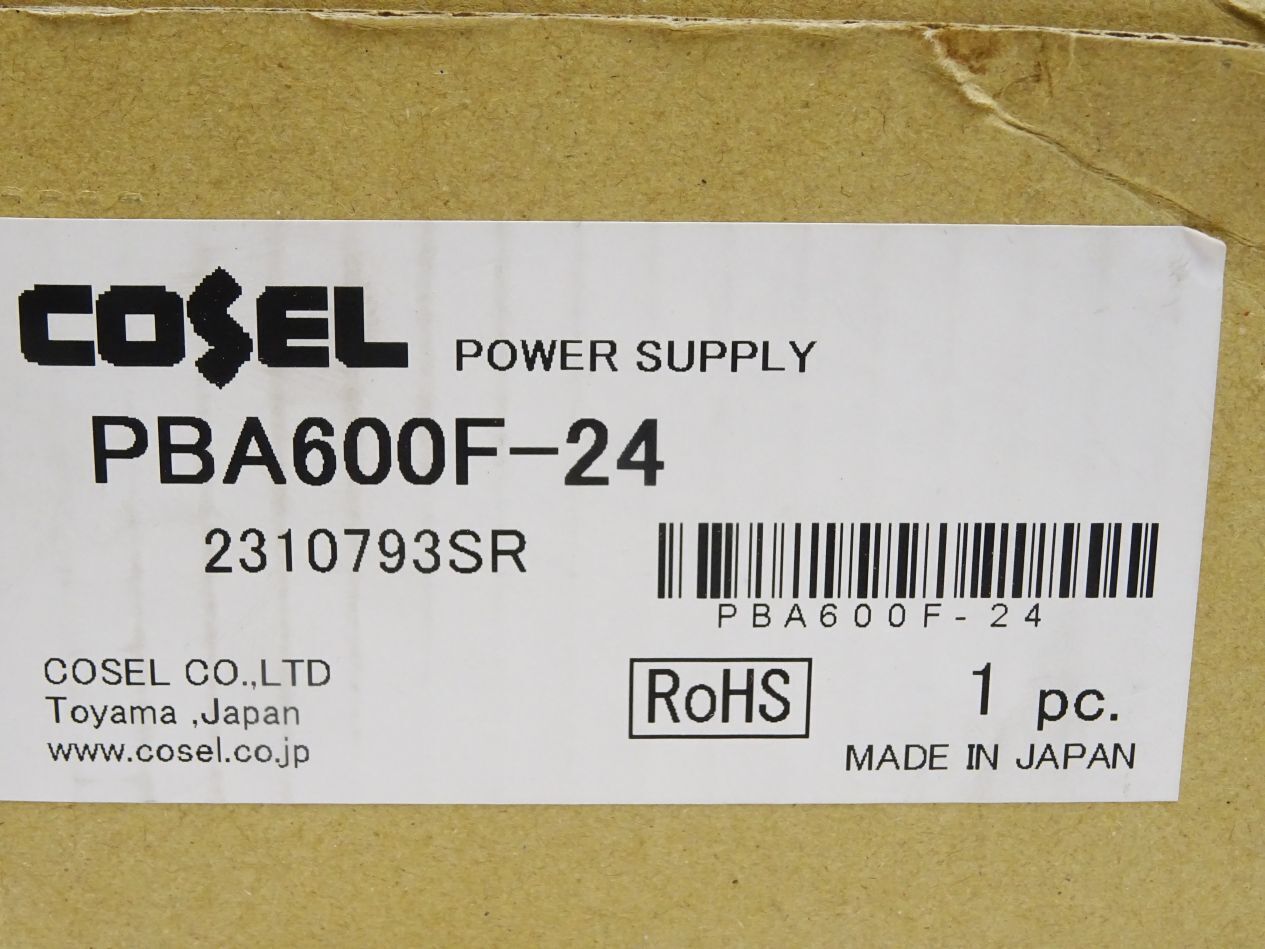 COSEL POWER SUPPLY
PBA600F-24
2310793SR
PBA600F-24
COSEL CO.,LTD
Toyama ,Japan
www.cosel.co.jp
RoHS
1 pc.
MADE IN JAPAN